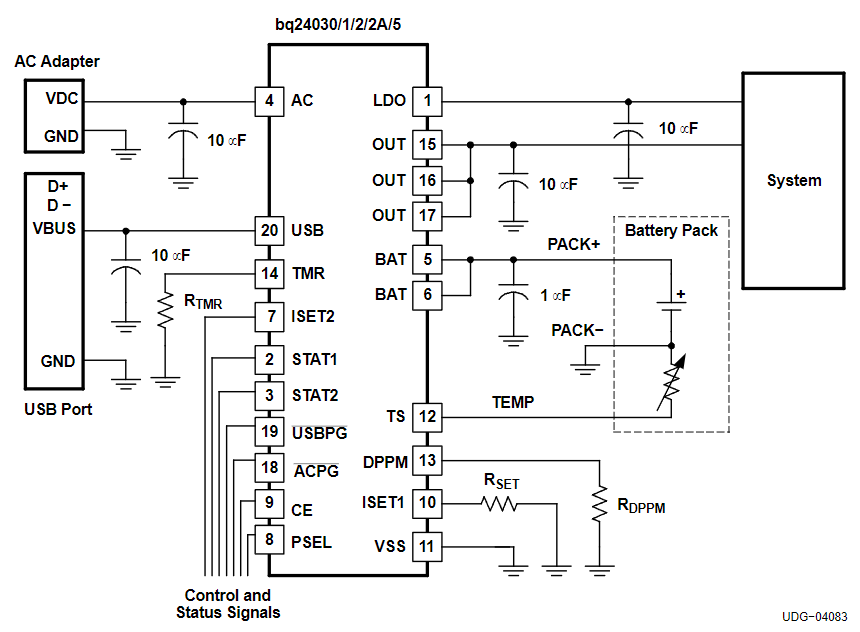 bq24030/1/2/2A/5
AC Adapter
VDC
GND
10 ∝F
4
AC
LDO
1
10 ∝F
System
OUT
15
OUT
16
OUT
17
10 ∝F
D+
D −
VBUS
GND
USB Port
10 ∝F
20
USB
14
TMR
RTMR
7
ISET2
2
STAT1
3
STAT2
19
USBPG
18
ACPG
9
CE
8
PSEL
BAT
5
BAT
6
PACK+
1 ∝F
PACK−
Battery Pack
+
TS
12
TEMP
DPPM
13
ISET1
10
RSET
RDPPM
VSS
11
Control and
Status Signals
UDG−04083